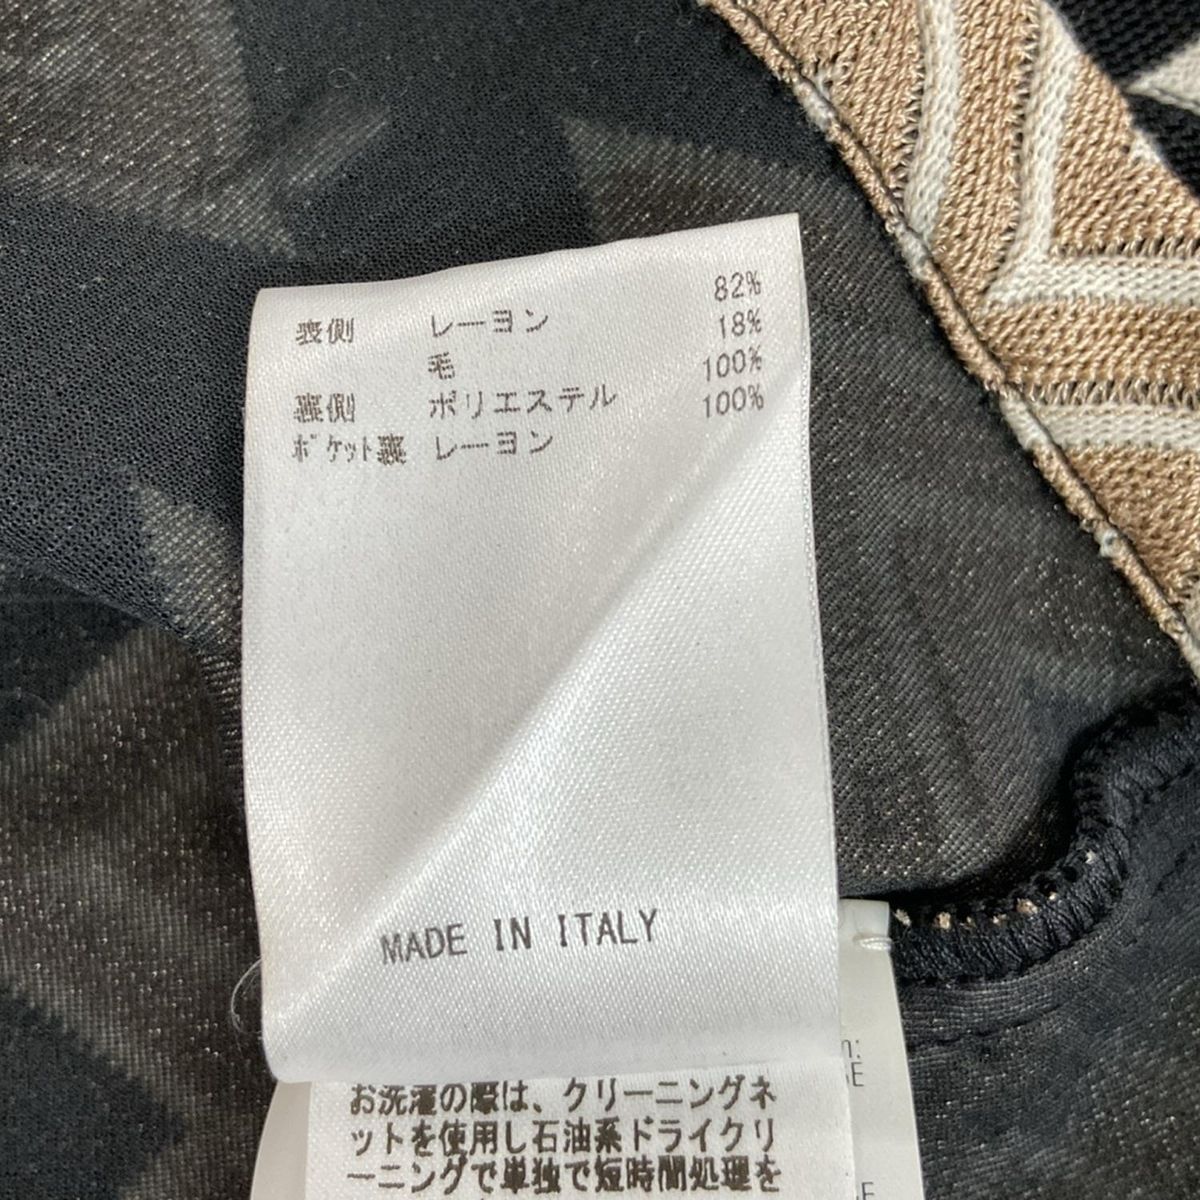 表側 レーヨン 82%
毛 18%
裏側 ポリエステル 100%
ポケット裏 レーヨン 100%
MADE IN ITALY
お洗濯の際は、クリーニングネ
ットを使用し石油系ドライクリ
ーニングで単独で短時間処理を